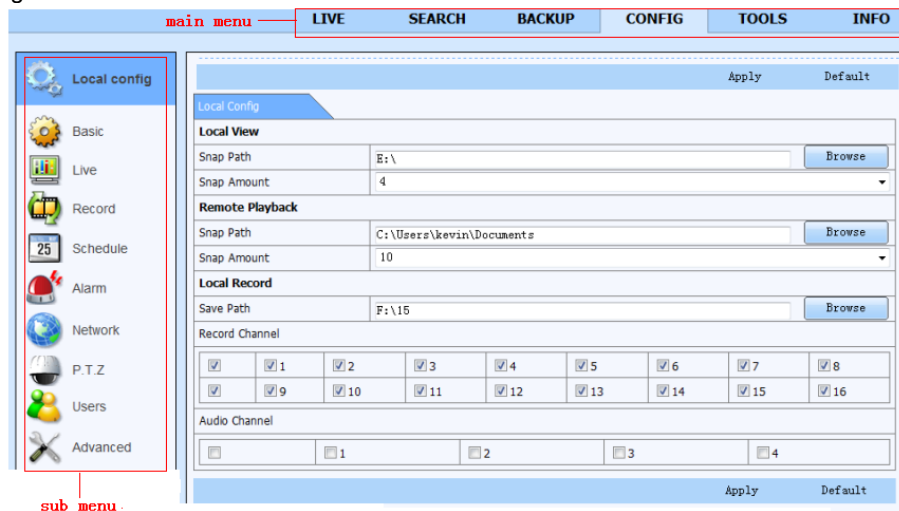 main menu LIVE SEARCH BACKUP CONFIG TOOLS INFO
Local config
Basic
Live
Record
25 Schedule
Alarm
Network
P.T.Z
Users
Advanced
sub menu
Apply Default
Local Config
Local View
Snap Path E:\ Browse
Snap Amount 4
Remote Playback
Snap Path C:\Users\kevin\Documents Browse
Snap Amount 10
Local Record
Save Path F:\15 Browse
Record Channel
1 2 3 4 5 6 7 8
9 10 11 12 13 14 15 16
Audio Channel
1 2 3 4
Apply Default